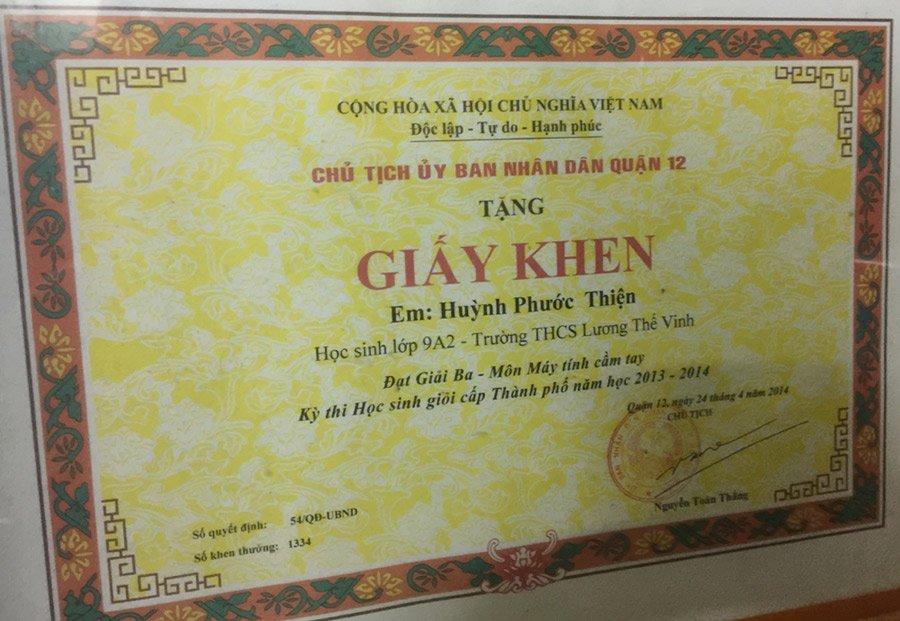 CỘNG HÒA XÃ HỘI CHỦ NGHĨA VIỆT NAM
Độc lập - Tự do - Hạnh phúc
CHỦ TỊCH ỦY BAN NHÂN DÂN QUẬN 12
TẶNG
GIẤY KHEN
Em: Huỳnh Phước Thiện
Học sinh lớp 9A2 - Trường THCS Lương Thế Vinh
Đạt Giải Ba - Môn Máy tính cầm tay
Kỳ thi Học sinh giỏi cấp Thành phố năm học 2013 - 2014
Quận 12, ngày 24 tháng 4 năm 2014
CHỦ TỊCH
Nguyễn Toàn Thắng
Số quyết định: 54/QĐ-UBND
Số khen thưởng: 1334